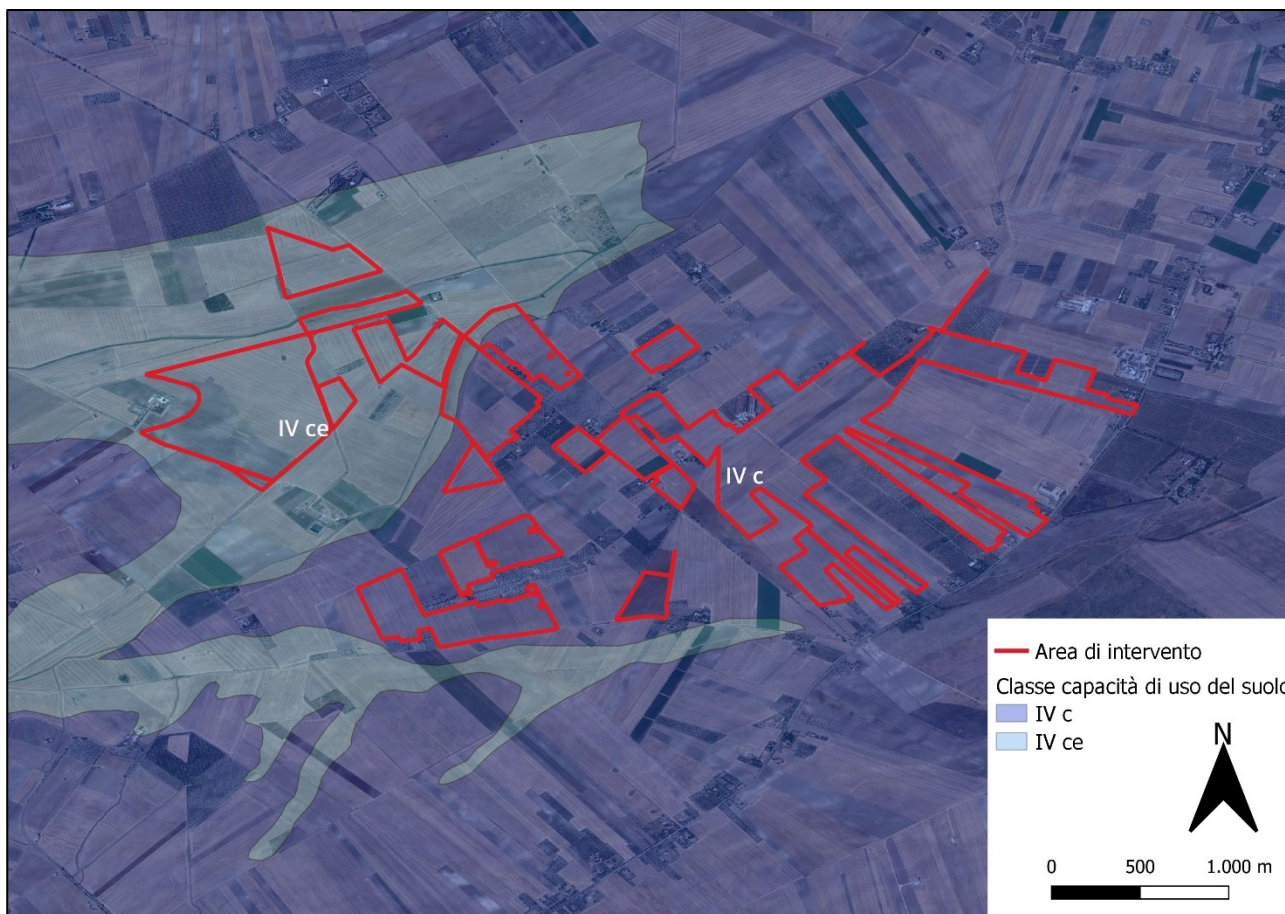 IV ce
IV c
Area di intervento
Classe capacità di uso del suolo
IV c
IV ce
N
0 500 1.000 m